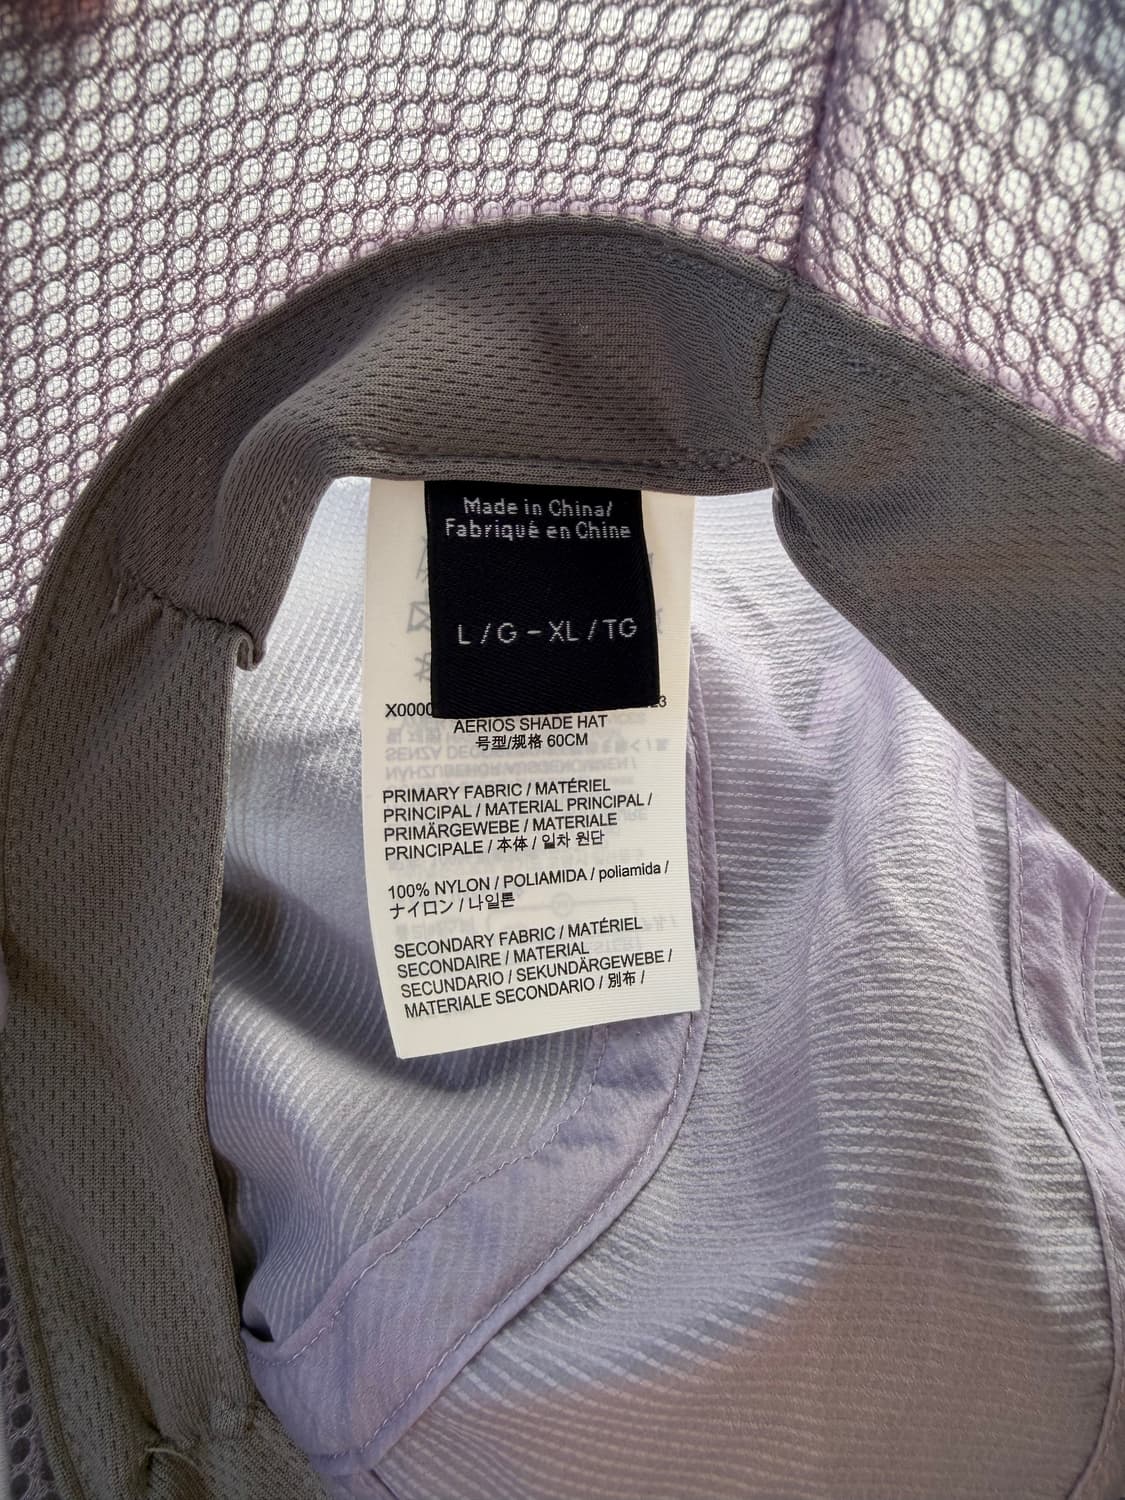 Made in China/
Fabriqué en Chine
L / G - XL / TG
X0000
AERIOS SHADE HAT
号型/规格 60CM
PRIMARY FABRIC / MATÉRIEL
PRINCIPAL / MATERIAL PRINCIPAL /
PRIMÄRGEWEBE / MATERIALE
PRINCIPALE / 本体 / 일차 원단
100% NYLON / POLIAMIDA / poliamida /
ナイロン / 나일론
SECONDARY FABRIC / MATÉRIEL
SECONDAIRE / MATERIAL
SECUNDARIO / SEKUNDÄRGEWEBE /
MATERIALE SECONDARIO / 別布 /